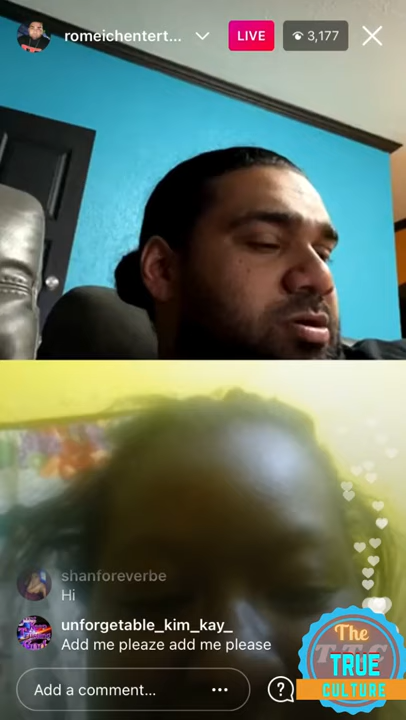 romeichentert...
LIVE
3,177
shanforeverbe
Hi
unforgetable_kim_kay_
Add me pleaze add me please
Add a comment...
The
TRUE
CULTURE